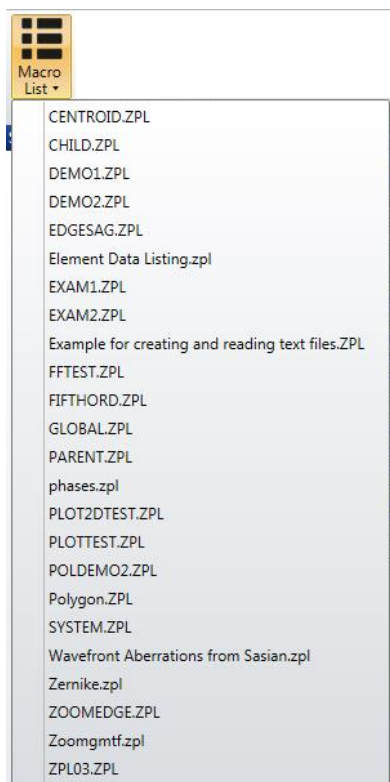 Macro
List
CENTROID.ZPL
CHILD.ZPL
DEMO1.ZPL
DEMO2.ZPL
EDGESAG.ZPL
Element Data Listing.zpl
EXAM1.ZPL
EXAM2.ZPL
Example for creating and reading text files.ZPL
FFTEST.ZPL
FIFTHORD.ZPL
GLOBAL.ZPL
PARENT.ZPL
phases.zpl
PLOT2DTEST.ZPL
PLOTTEST.ZPL
POLDEMO2.ZPL
Polygon.ZPL
SYSTEM.ZPL
Wavefront Aberrations from Sasian.zpl
Zernike.zpl
ZOOMEDGE.ZPL
Zoomgmtf.zpl
ZPL03.ZPL